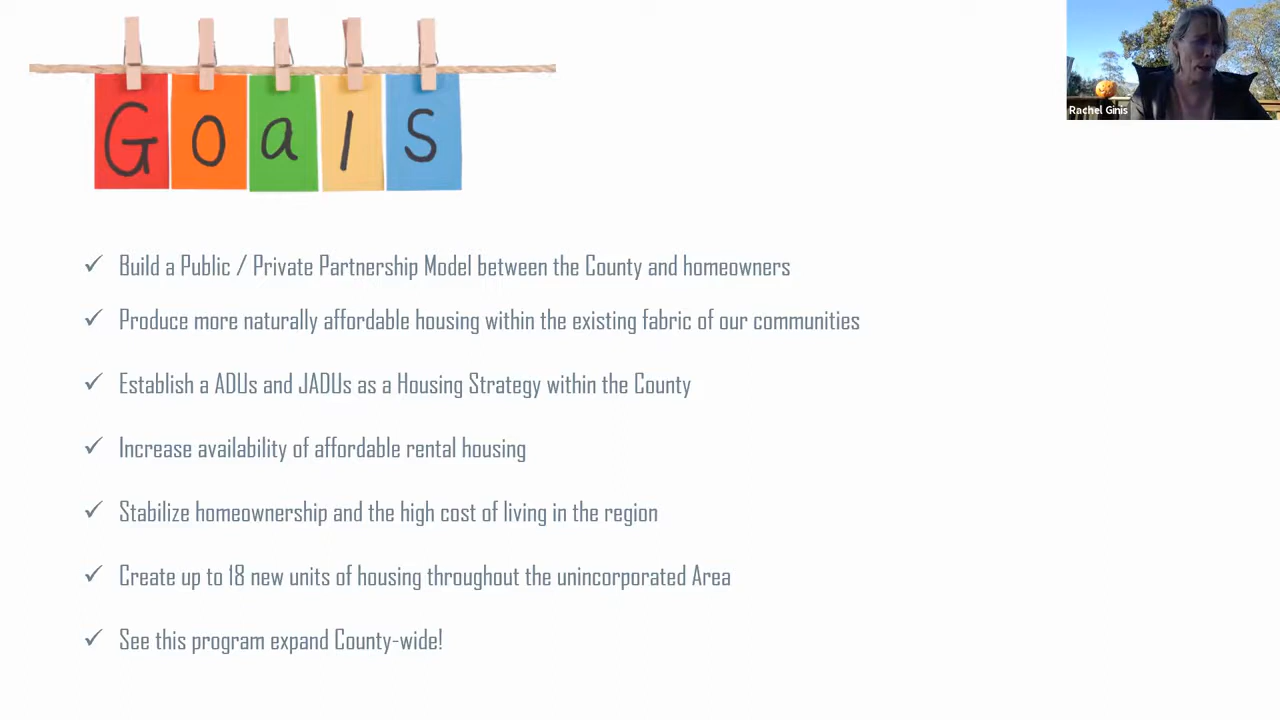 Goals
Rachel Ginis
Build a Public / Private Partnership Model between the County and homeowners
Produce more naturally affordable housing within the existing fabric of our communities
Establish a ADUs and JADUs as a Housing Strategy within the County
Increase availability of affordable rental housing
Stabilize homeownership and the high cost of living in the region
Create up to 18 new units of housing throughout the unincorporated Area
See this program expand County-wide!